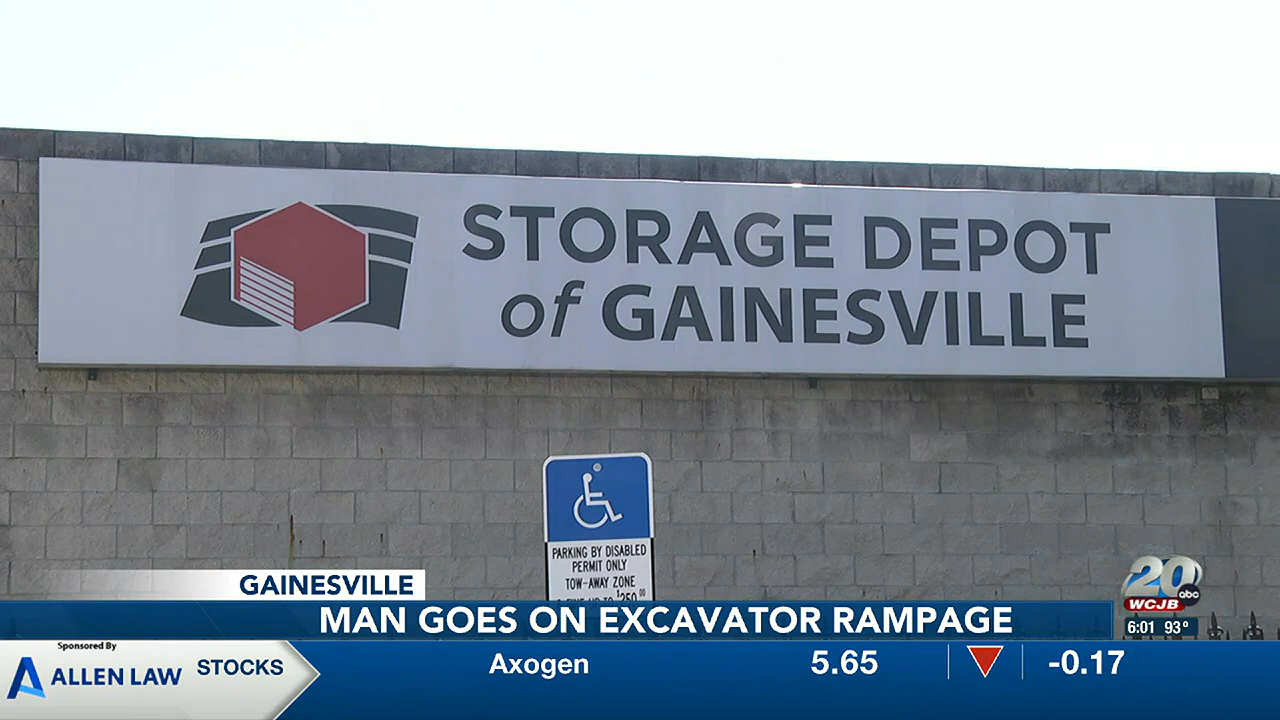 STORAGE DEPOT
of GAINESVILLE
PARKING BY DISABLED
PERMIT ONLY
TOW-AWAY ZONE
GAINESVILLE
MAN GOES ON EXCAVATOR RAMPAGE
20
abc
WCJB
6:01 93°
Sponsored By
ALLEN LAW
STOCKS
Axogen 5.65 -0.17